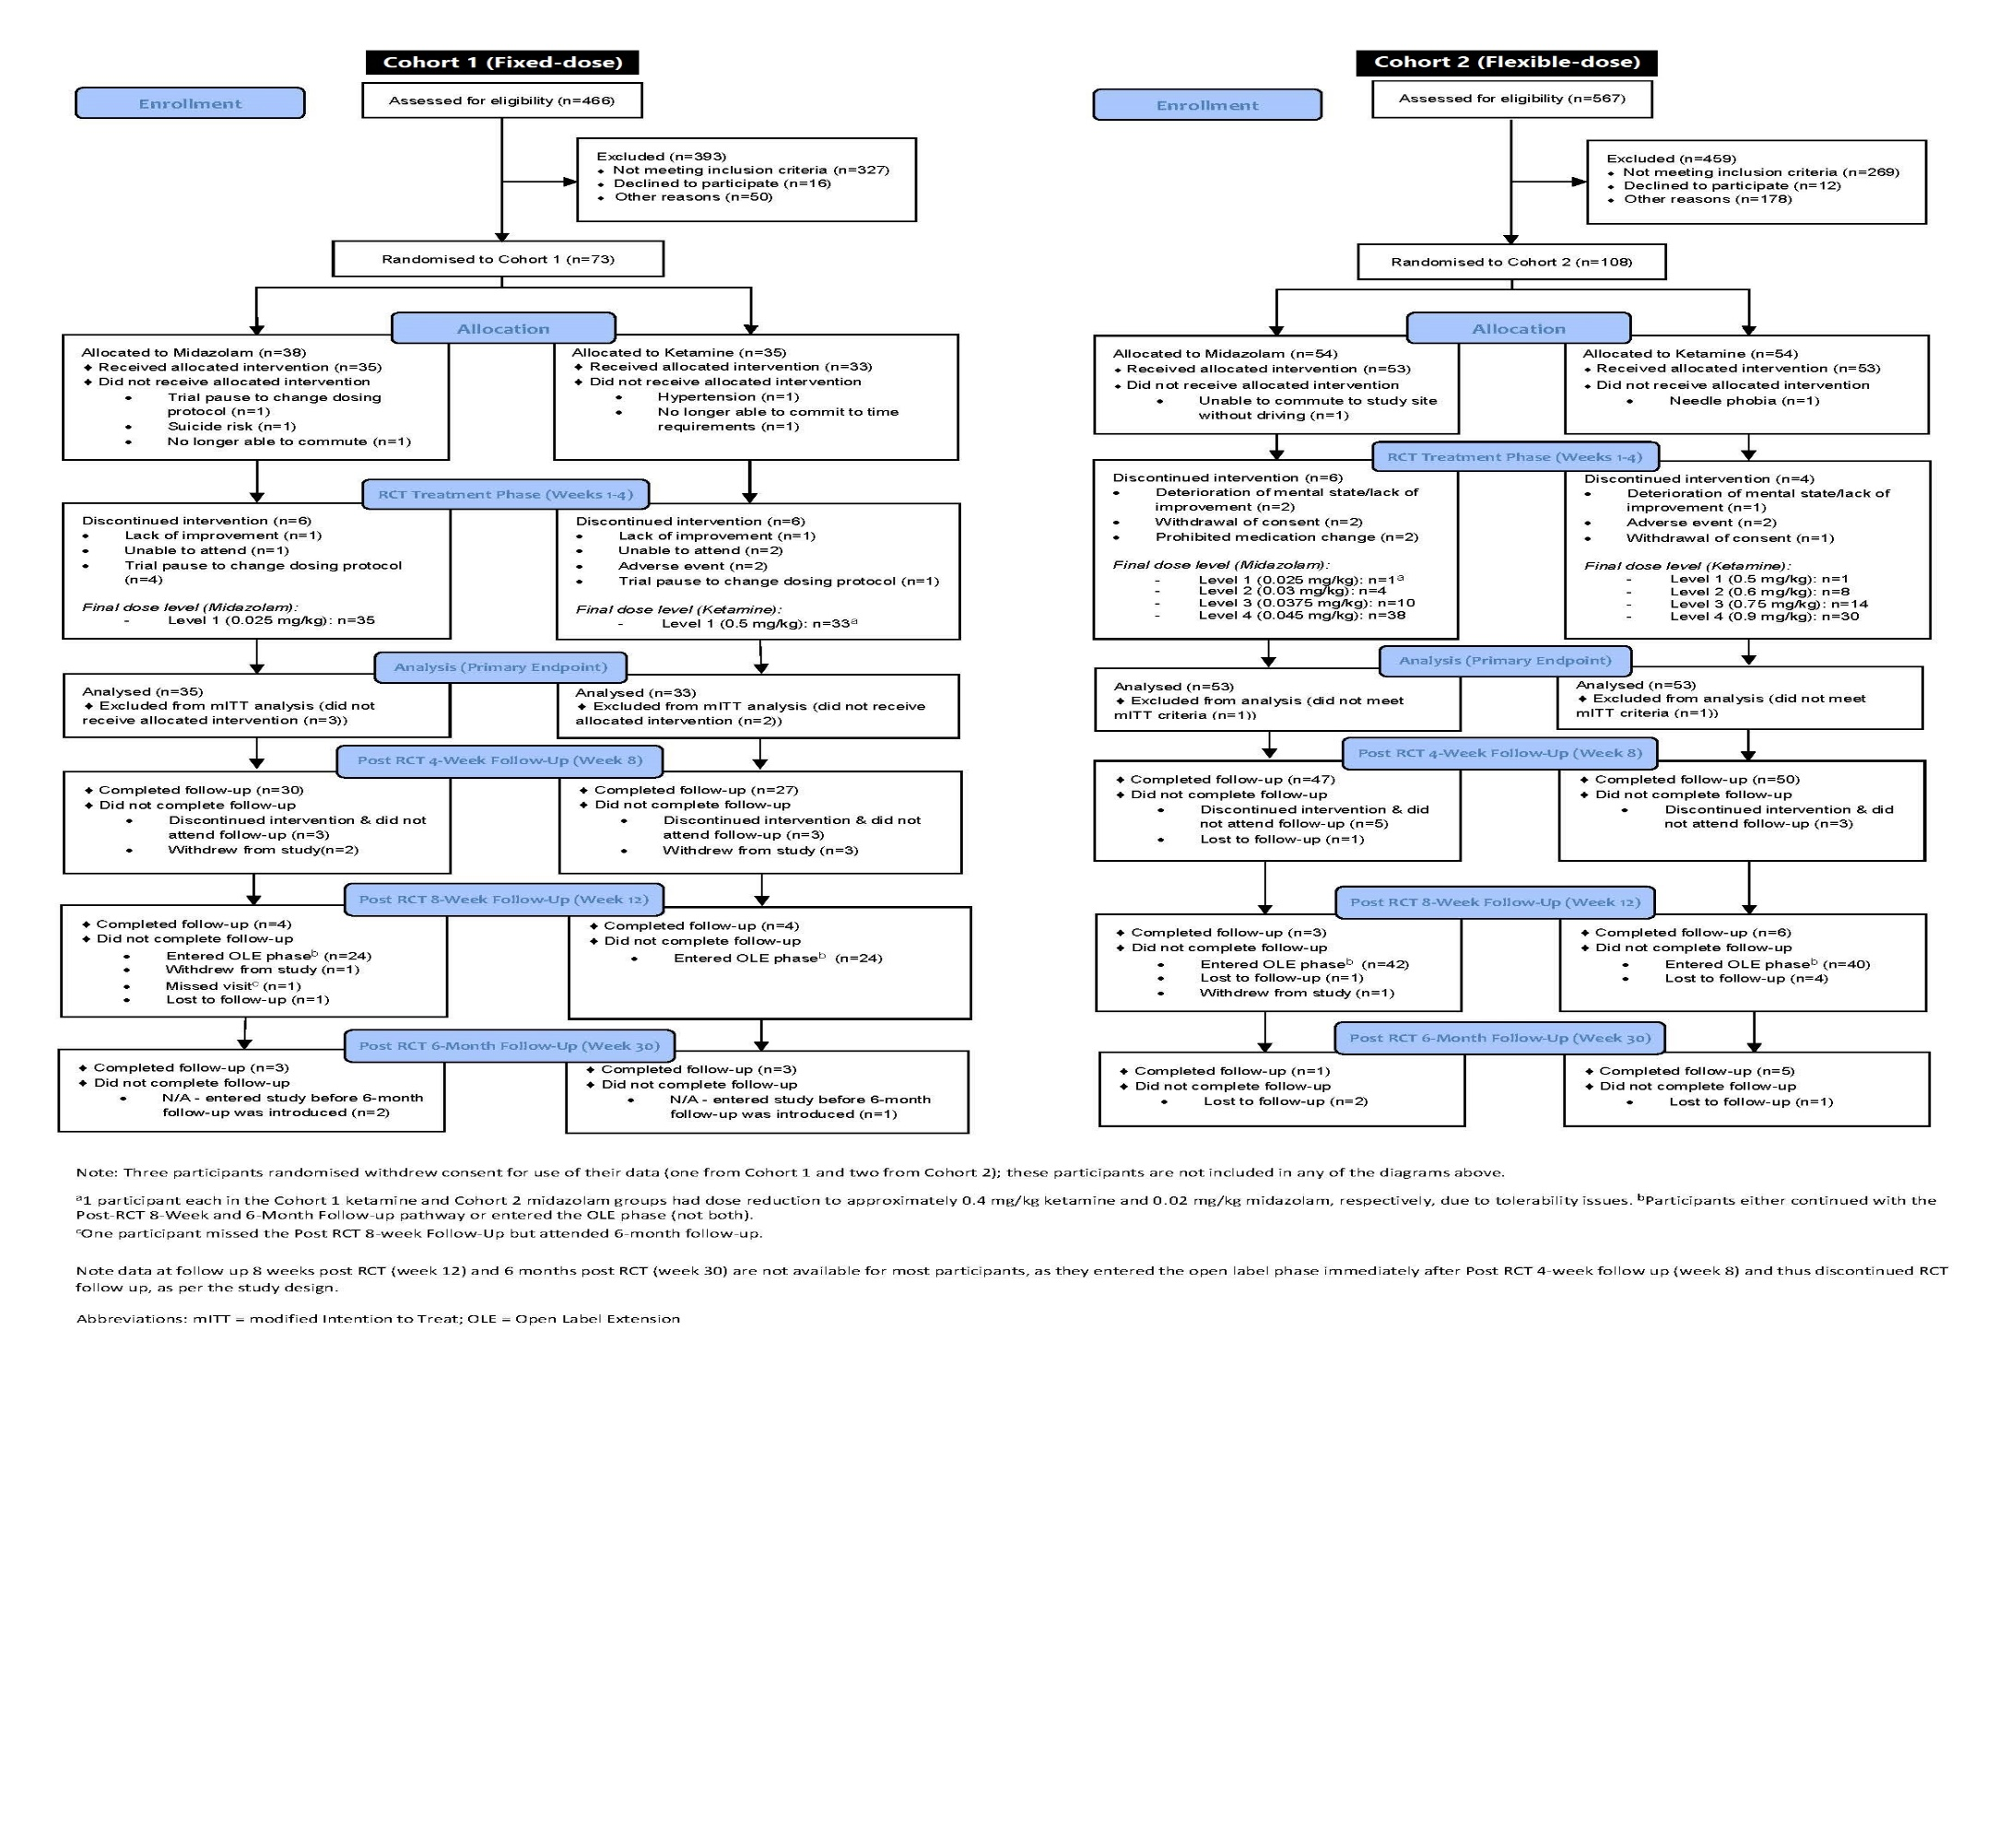 Cohort 1 (Fixed-dose)
Enrollment
Assessed for eligibility (n=466)
Excluded (n=393)
⬥ Not meeting inclusion criteria (n=327)
⬥ Declined to participate (n=16)
⬥ Other reasons (n=50)
Randomised to Cohort 1 (n=73)
Allocation
Allocated to Midazolam (n=38)
⬥ Received allocated intervention (n=35)
⬥ Did not receive allocated intervention
• Trial pause to change dosing
protocol (n=1)
• Suicide risk (n=1)
• No longer able to commute (n=1)
Allocated to Ketamine (n=35)
⬥ Received allocated intervention (n=33)
⬥ Did not receive allocated intervention
• Hypertension (n=1)
• No longer able to commit to time
requirements (n=1)
RCT Treatment Phase (Weeks 1-4)
Discontinued intervention (n=6)
• Lack of improvement (n=1)
• Unable to attend (n=1)
• Trial pause to change dosing protocol
(n=4)
Final dose level (Midazolam):
- Level 1 (0.025 mg/kg): n=35
Discontinued intervention (n=6)
• Lack of improvement (n=1)
• Unable to attend (n=2)
• Adverse event (n=2)
• Trial pause to change dosing protocol (n=1)
Final dose level (Ketamine):
- Level 1 (0.5 mg/kg): n=33a
Analysis (Primary Endpoint)
Analysed (n=35)
⬥ Excluded from mITT analysis (did not
receive allocated intervention (n=3))
Analysed (n=33)
⬥ Excluded from mITT analysis (did not receive
allocated intervention (n=2))
Post RCT 4-Week Follow-Up (Week 8)
⬥ Completed follow-up (n=30)
⬥ Did not complete follow-up
• Discontinued intervention & did not
attend follow-up (n=3)
• Withdrew from study(n=2)
⬥ Completed follow-up (n=27)
⬥ Did not complete follow-up
• Discontinued intervention & did not
attend follow-up (n=3)
• Withdrew from study (n=3)
Post RCT 8-Week Follow-Up (Week 12)
⬥ Completed follow-up (n=4)
⬥ Did not complete follow-up
• Entered OLE phaseb (n=24)
• Withdrew from study (n=1)
• Missed visitc (n=1)
• Lost to follow-up (n=1)
⬥ Completed follow-up (n=4)
⬥ Did not complete follow-up
• Entered OLE phaseb (n=24)
Post RCT 6-Month Follow-Up (Week 30)
⬥ Completed follow-up (n=3)
⬥ Did not complete follow-up
• N/A - entered study before 6-month
follow-up was introduced (n=2)
⬥ Completed follow-up (n=3)
⬥ Did not complete follow-up
• N/A - entered study before 6-month
follow-up was introduced (n=1)
Cohort 2 (Flexible-dose)
Enrollment
Assessed for eligibility (n=567)
Excluded (n=459)
⬥ Not meeting inclusion criteria (n=269)
⬥ Declined to participate (n=12)
⬥ Other reasons (n=178)
Randomised to Cohort 2 (n=108)
Allocation
Allocated to Midazolam (n=54)
⬥ Received allocated intervention (n=53)
⬥ Did not receive allocated intervention
• Unable to commute to study site
without driving (n=1)
Allocated to Ketamine (n=54)
⬥ Received allocated intervention (n=53)
⬥ Did not receive allocated intervention
• Needle phobia (n=1)
RCT Treatment Phase (Weeks 1-4)
Discontinued intervention (n=6)
• Deterioration of mental state/lack of
improvement (n=2)
• Withdrawal of consent (n=2)
• Prohibited medication change (n=2)
Final dose level (Midazolam):
- Level 1 (0.025 mg/kg): n=1a
- Level 2 (0.03 mg/kg): n=4
- Level 3 (0.0375 mg/kg): n=10
- Level 4 (0.045 mg/kg): n=38
Discontinued intervention (n=4)
• Deterioration of mental state/lack of
improvement (n=1)
• Adverse event (n=2)
• Withdrawal of consent (n=1)
Final dose level (Ketamine):
- Level 1 (0.5 mg/kg): n=1
- Level 2 (0.6 mg/kg): n=8
- Level 3 (0.75 mg/kg): n=14
- Level 4 (0.9 mg/kg): n=30
Analysis (Primary Endpoint)
Analysed (n=53)
⬥ Excluded from analysis (did not meet
mITT criteria (n=1))
Analysed (n=53)
⬥ Excluded from analysis (did not meet
mITT criteria (n=1))
Post RCT 4-Week Follow-Up (Week 8)
⬥ Completed follow-up (n=47)
⬥ Did not complete follow-up
• Discontinued intervention & did
not attend follow-up (n=5)
• Lost to follow-up (n=1)
⬥ Completed follow-up (n=50)
⬥ Did not complete follow-up
• Discontinued intervention & did
not attend follow-up (n=3)
Post RCT 8-Week Follow-Up (Week 12)
⬥ Completed follow-up (n=3)
⬥ Did not complete follow-up
• Entered OLE phaseb (n=42)
• Lost to follow-up (n=1)
• Withdrew from study (n=1)
⬥ Completed follow-up (n=6)
⬥ Did not complete follow-up
• Entered OLE phaseb (n=40)
• Lost to follow-up (n=4)
Post RCT 6-Month Follow-Up (Week 30)
⬥ Completed follow-up (n=1)
⬥ Did not complete follow-up
• Lost to follow-up (n=2)
⬥ Completed follow-up (n=5)
⬥ Did not complete follow-up
• Lost to follow-up (n=1)
Note: Three participants randomised withdrew consent for use of their data (one from Cohort 1 and two from Cohort 2); these participants are not included in any of the diagrams above.
a1 participant each in the Cohort 1 ketamine and Cohort 2 midazolam groups had dose reduction to approximately 0.4 mg/kg ketamine and 0.02 mg/kg midazolam, respectively, due to tolerability issues. bParticipants either continued with the
Post-RCT 8-Week and 6-Month Follow-up pathway or entered the OLE phase (not both).
cOne participant missed the Post RCT 8-week Follow-Up but attended 6-month follow-up.
Note data at follow up 8 weeks post RCT (week 12) and 6 months post RCT (week 30) are not available for most participants, as they entered the open label phase immediately after Post RCT 4-week follow up (week 8) and thus discontinued RCT
follow up, as per the study design.
Abbreviations: mITT = modified Intention to Treat; OLE = Open Label Extension